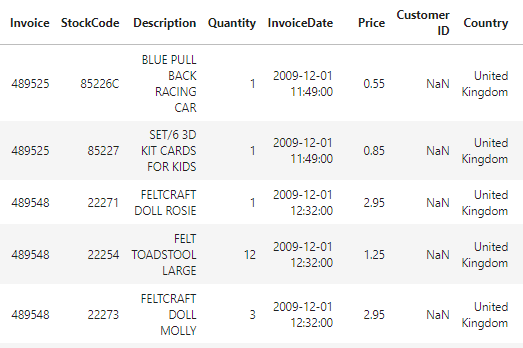 Invoice StockCode Description Quantity InvoiceDate Price Customer ID Country
489525 85226C BLUE PULL BACK RACING CAR 1 2009-12-01 11:49:00 0.55 NaN United Kingdom
489525 85227 SET/6 3D KIT CARDS FOR KIDS 1 2009-12-01 11:49:00 0.85 NaN United Kingdom
489548 22271 FELTCRAFT DOLL ROSIE 1 2009-12-01 12:32:00 2.95 NaN United Kingdom
489548 22254 FELT TOADSTOOL LARGE 12 2009-12-01 12:32:00 1.25 NaN United Kingdom
489548 22273 FELTCRAFT DOLL MOLLY 3 2009-12-01 12:32:00 2.95 NaN United Kingdom